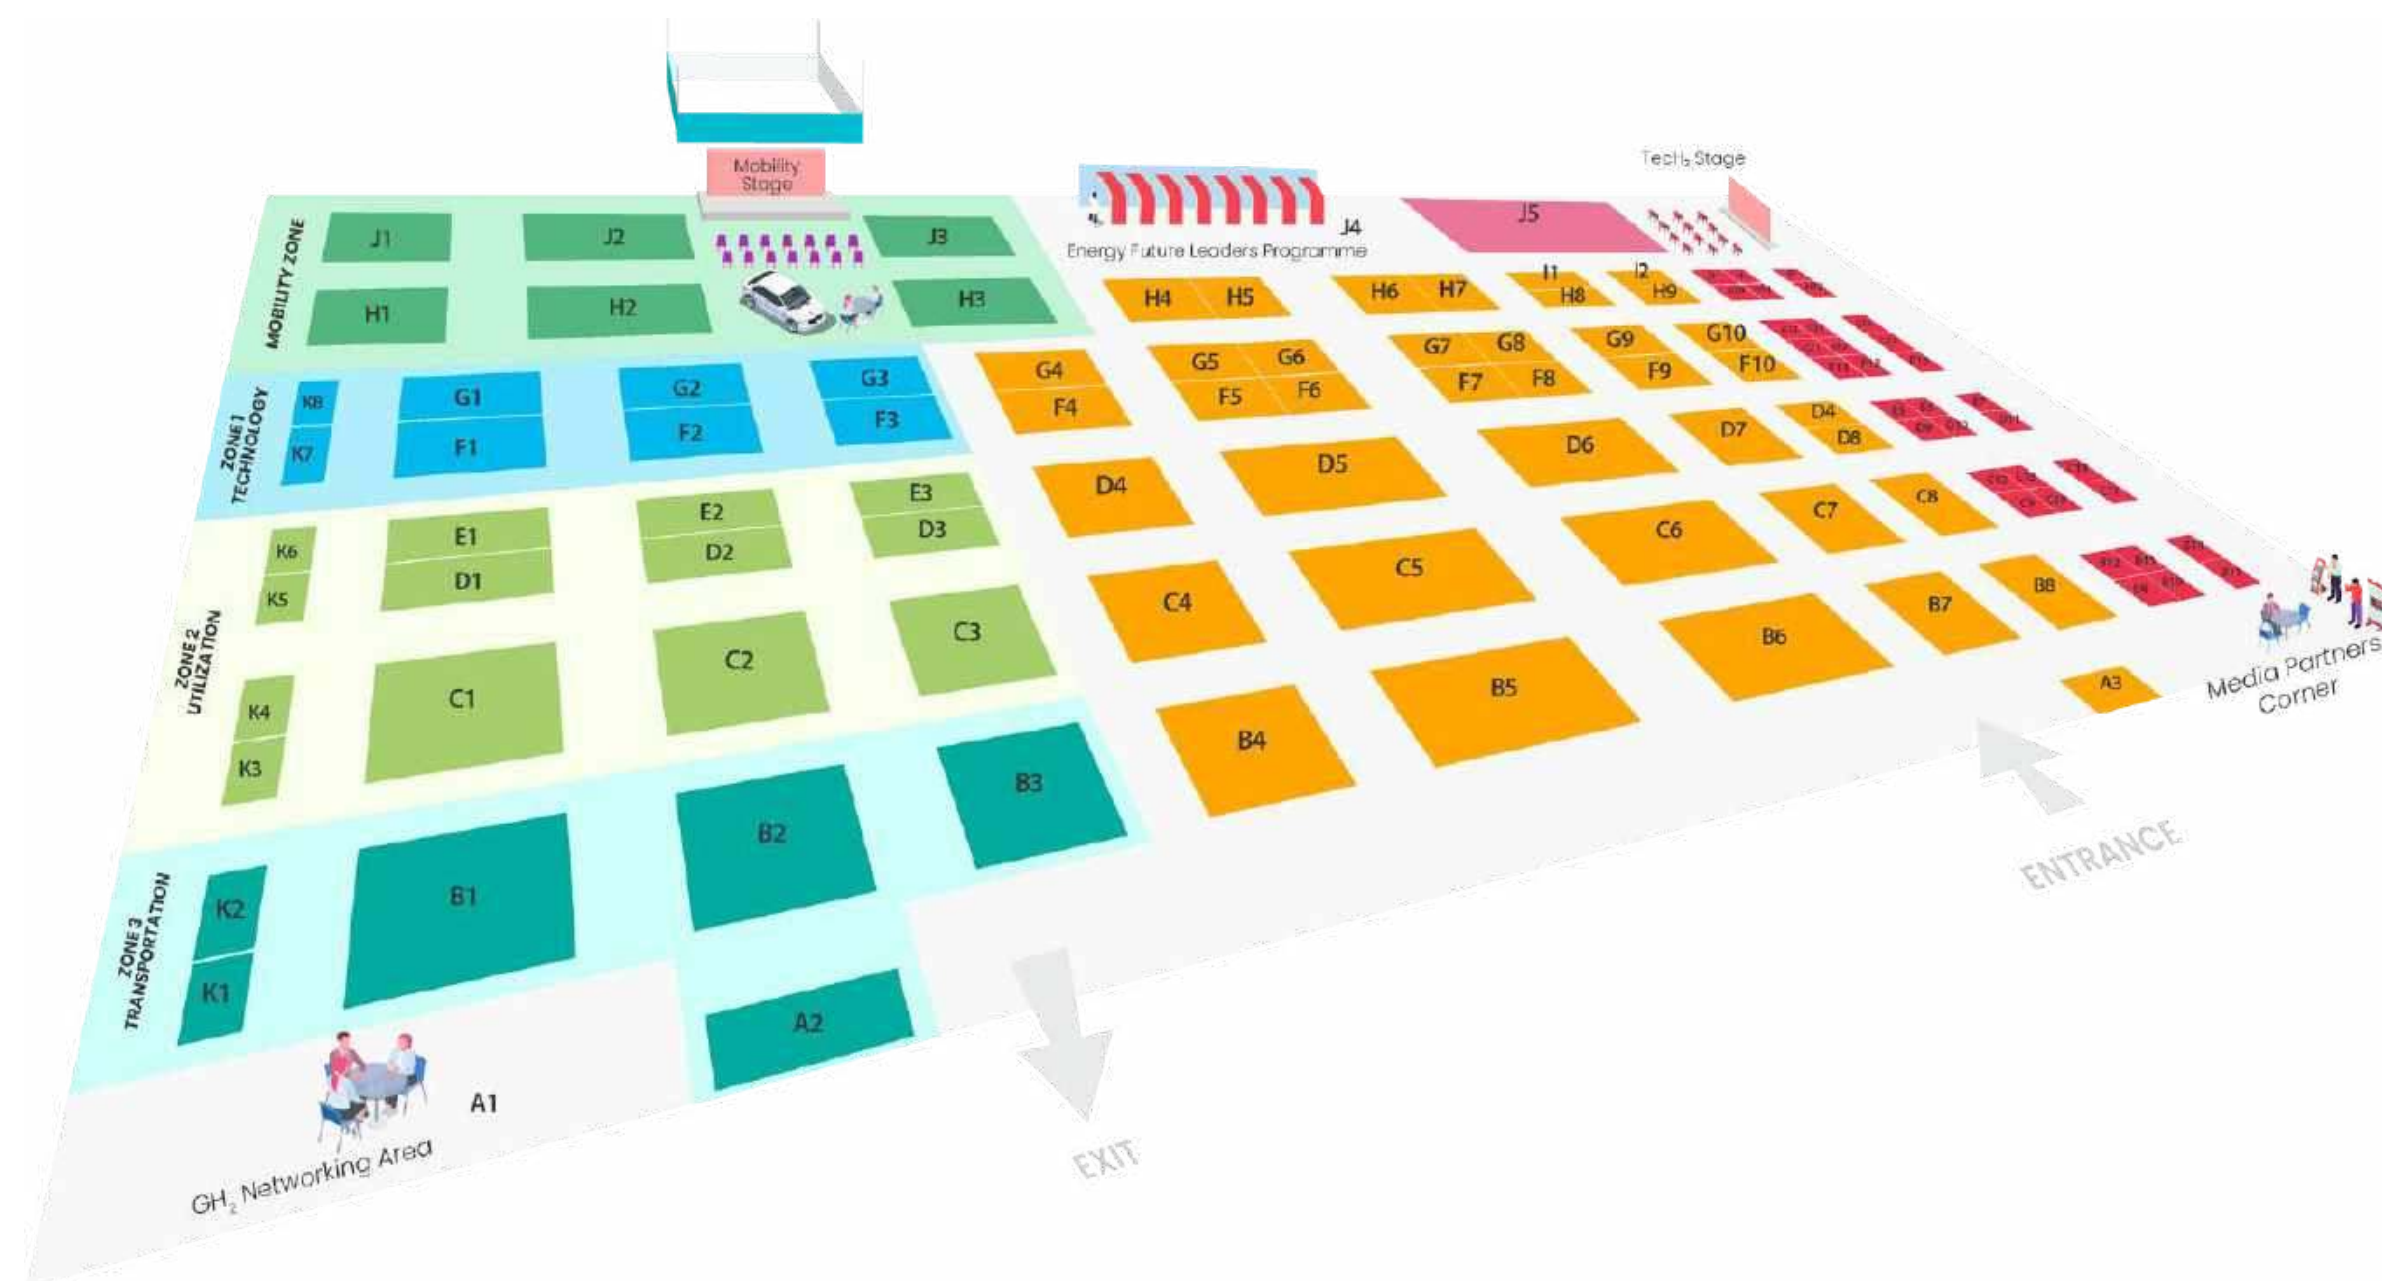 Mobility
Stage
TecH₂ Stage
MOBILITY ZONE
J1
J2
J3
J4
J5
Energy Future Leaders Programme
H1
H2
H3
H4
H5
H6
H7
I1
H8
I2
H9
ZONE 1
TECHNOLOGY
K8
K7
G1
F1
G2
F2
G3
F3
G4
F4
G5
G6
F5
F6
G7
G8
F7
F8
G9
F9
G10
F10
ZONE 2
UTILIZATION
K6
K5
K4
K3
E1
D1
E2
D2
E3
D3
D4
D5
D6
D7
D4
D8
C1
C2
C3
C4
C5
C6
C7
C8
ZONE 3
TRANSPORTATION
K2
K1
B1
B2
B3
B4
B5
B6
B7
B8
A3
Media Partners
Corner
ENTRANCE
A2
A1
GH₂ Networking Area
EXIT